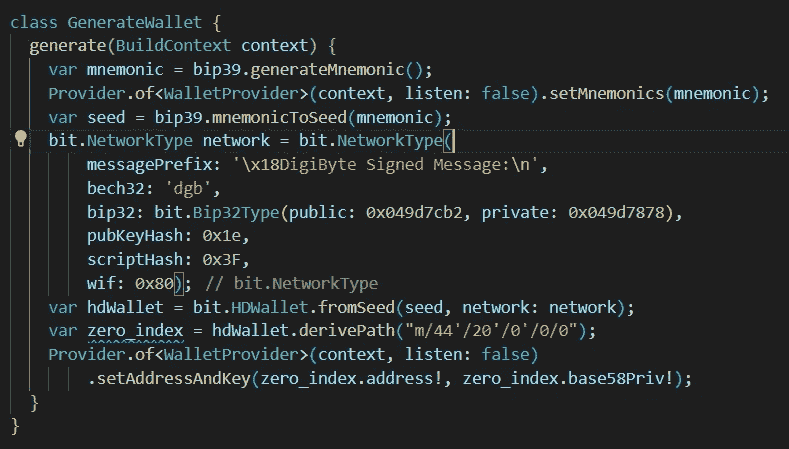 class GenerateWallet {
generate(BuildContext context) {
var mnemonic = bip39.generateMnemonic();
Provider.of<WalletProvider>(context, listen: false).setMnemonics(mnemonic);
var seed = bip39.mnemonicToSeed(mnemonic);
bit.NetworkType network = bit.NetworkType(
messagePrefix: '\x18DigiByte Signed Message:\n',
bech32: 'dgb',
bip32: bit.Bip32Type(public: 0x049d7cb2, private: 0x049d7878),
pubKeyHash: 0x1e,
scriptHash: 0x3F,
wif: 0x80); // bit.NetworkType
var hdWallet = bit.HDWallet.fromSeed(seed, network: network);
var zero_index = hdWallet.derivePath("m/44'/20'/0'/0/0");
Provider.of<WalletProvider>(context, listen: false)
.setAddressAndKey(zero_index.address!, zero_index.base58Priv!);
}
}